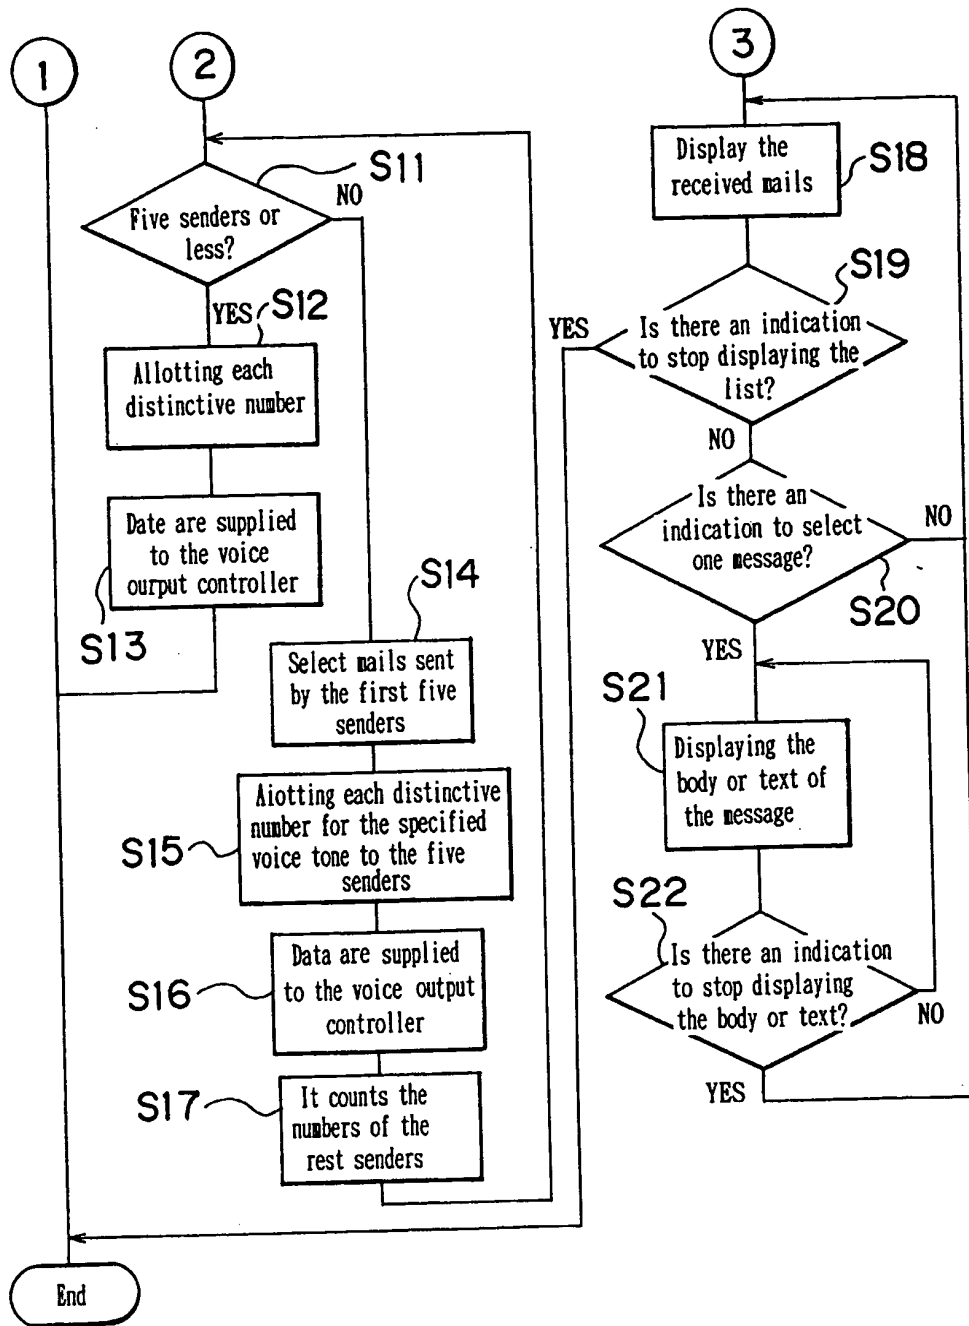 1
2
3
S11
NO
Five senders or
less?
YES
S12
Allotting each
distinctive number
Date are supplied
to the voice
ourput controller
S13
S14
Select mails sent
by the first five
senders
Aiotting each distinctive
number for the specified
voice tone to the five
senders
S15
Data are supplied
to the voice output
controller
S16
It counts the
numbers of the
rest senders
S17
End
Display the
received mails
S18
S19
YES
Is there an indication
to stop displaying the
list?
NO
Is there an
indication to select
one message?
NO
S20
YES
S21
Displaying the
body or text of
the message
S22
Is there an indication
to stop displaying
the body or text?
NO
YES